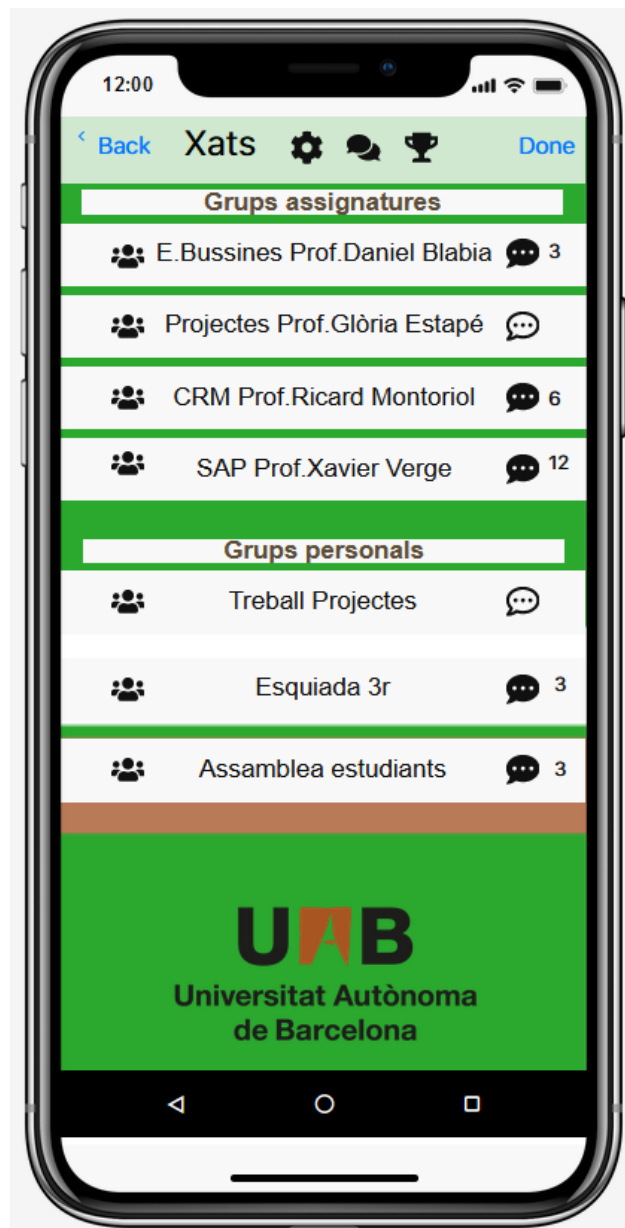 12:00
Back Xats Done
Grups assignatures
E.Bussines Prof.Daniel Blabia 3
Projectes Prof.Glòria Estapé
CRM Prof.Ricard Montoriol 6
SAP Prof.Xavier Verge 12
Grups personals
Treball Projectes
Esquiada 3r 3
Assamblea estudiants 3
UAB
Universitat Autònoma
de Barcelona